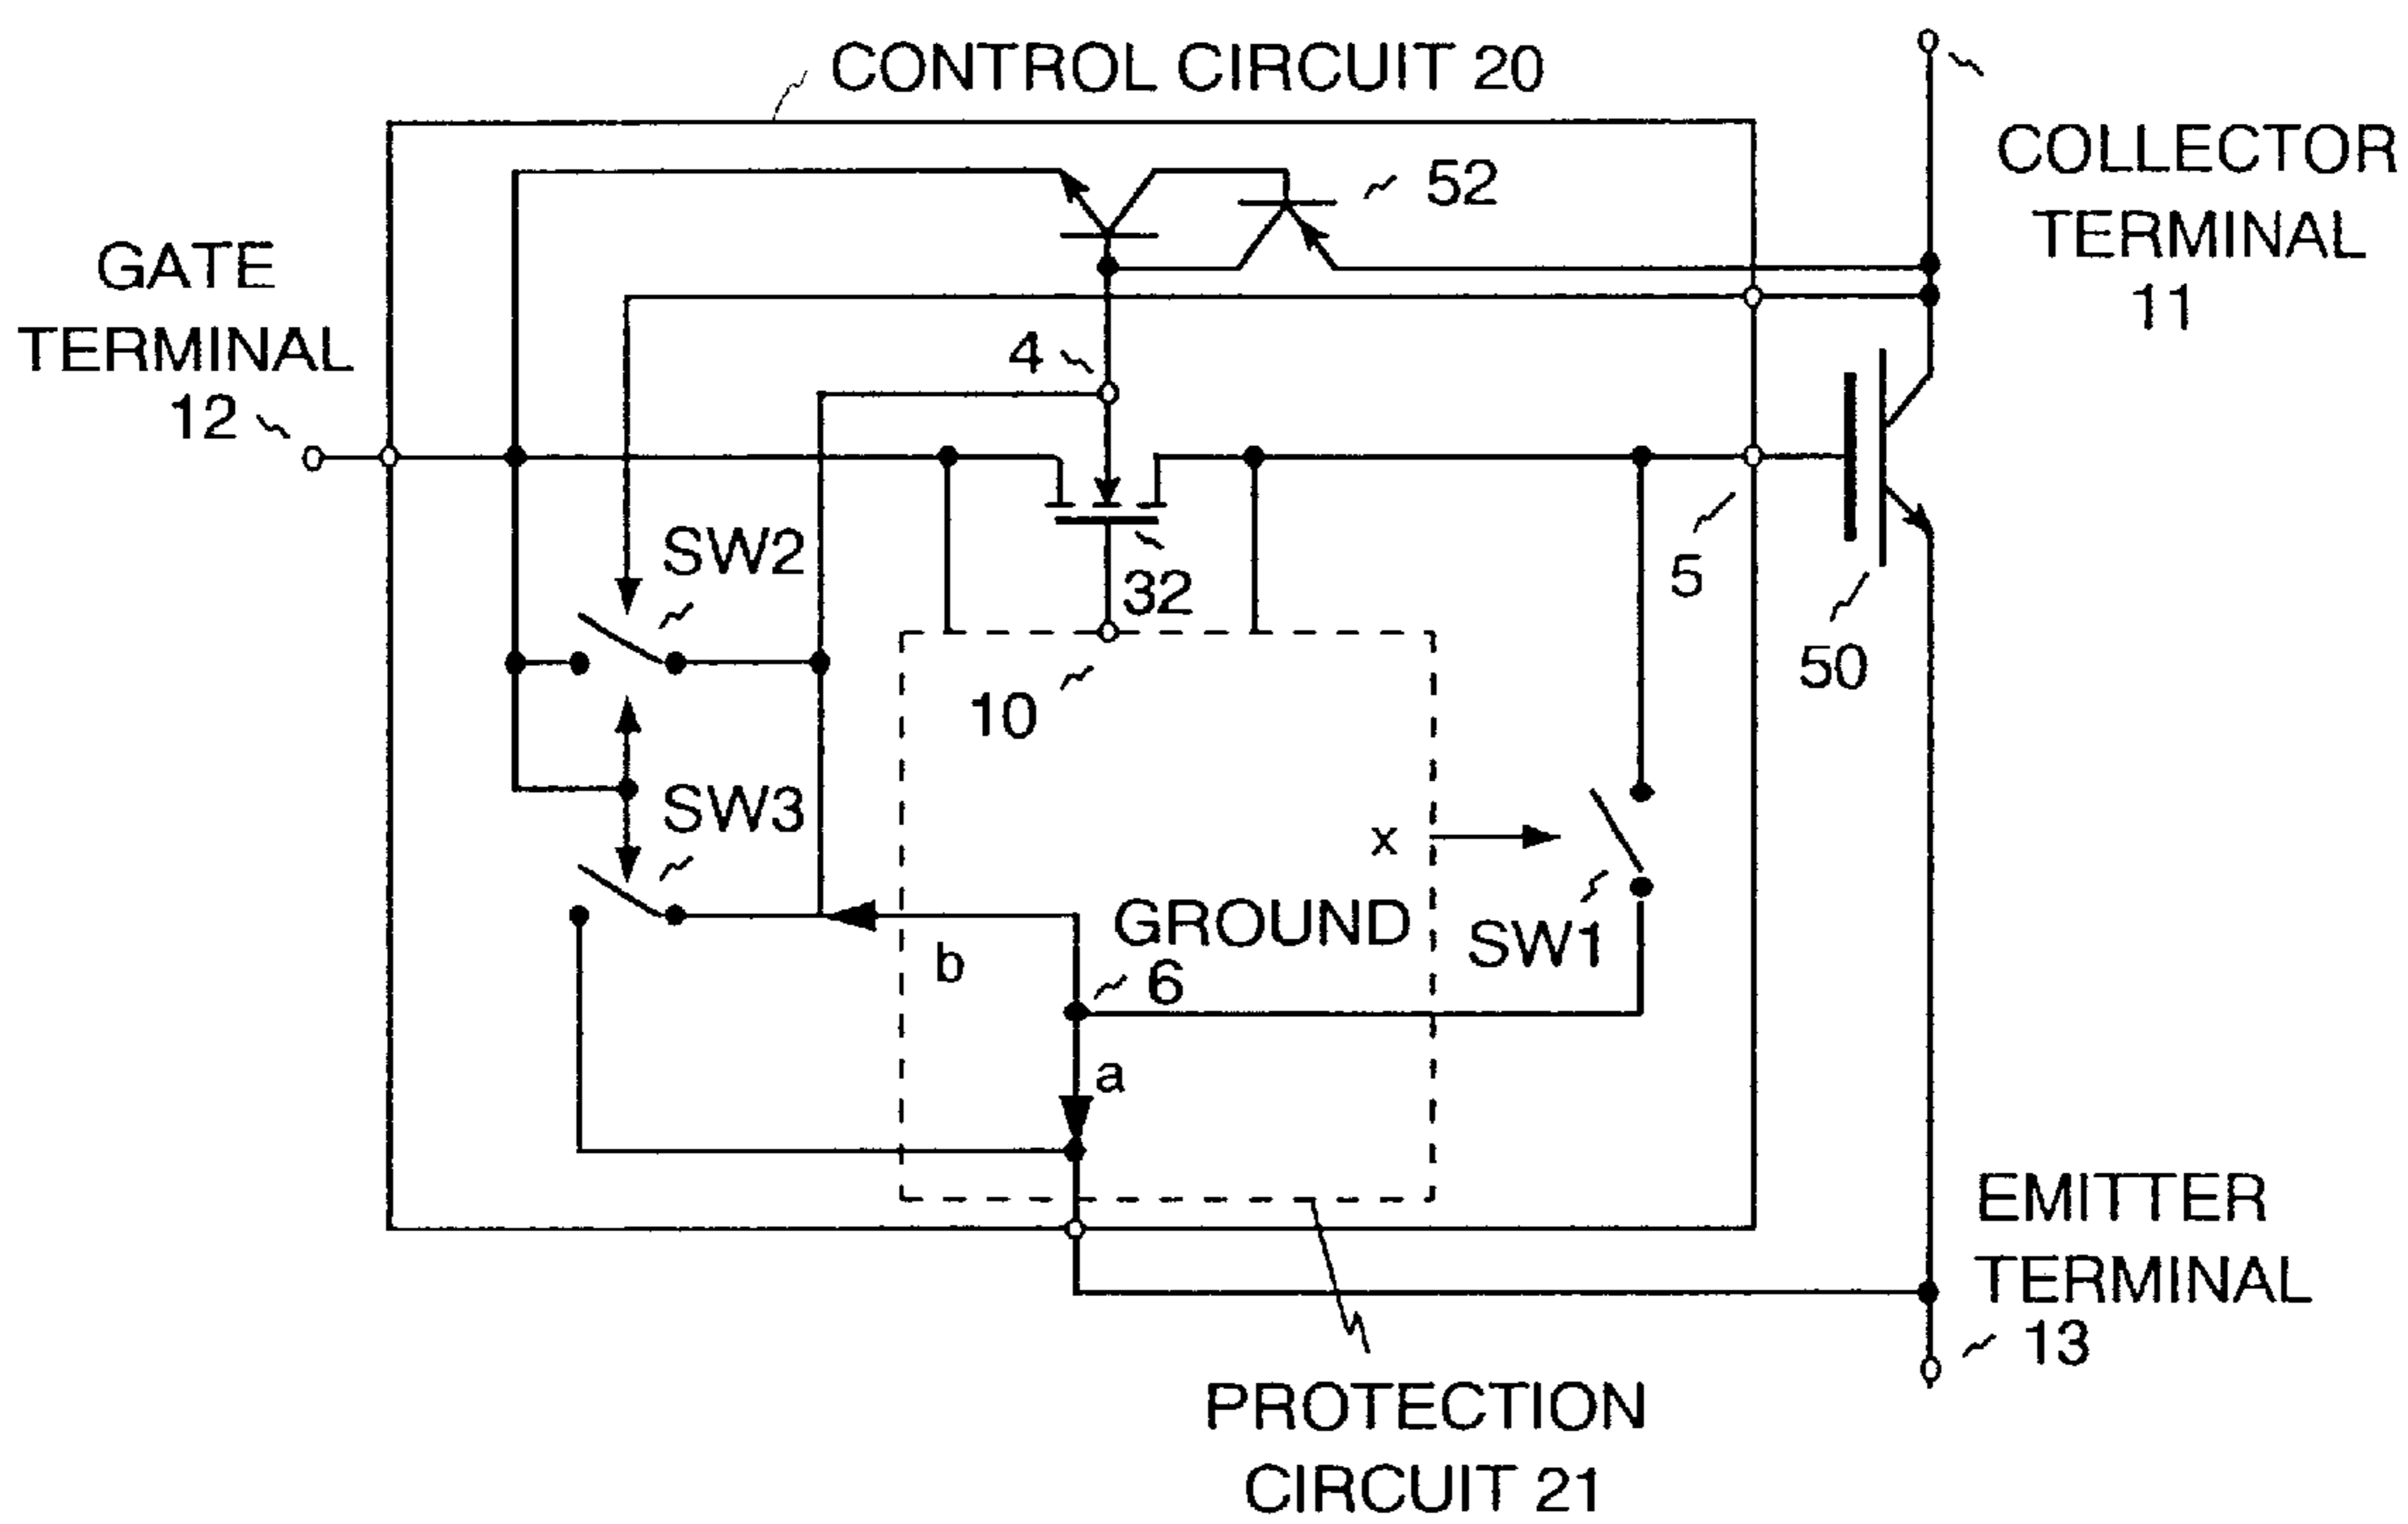 CONTROL CIRCUIT 20
COLLECTOR
TERMINAL
11
52
GATE
TERMINAL
12
4
SW2
32
5
50
10
SW3
x
GROUND
6
SW1
b
a
EMITTER
TERMINAL
13
PROTECTION
CIRCUIT 21